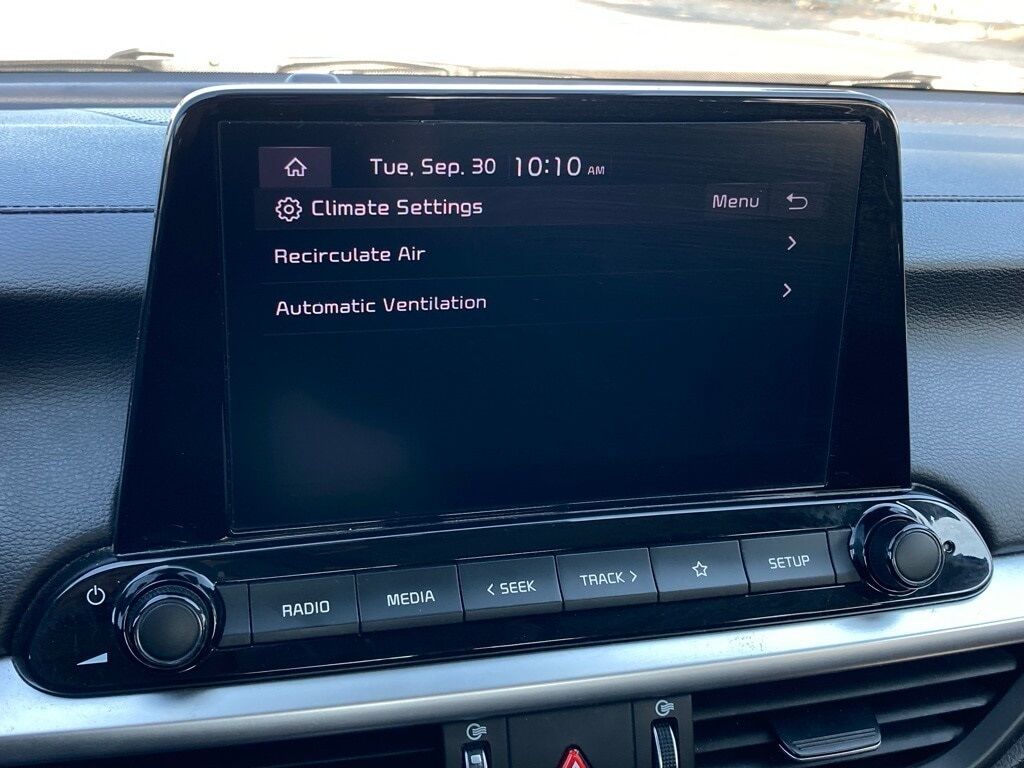 Tue, Sep. 30 10:10 AM
Climate Settings Menu
Recirculate Air
Automatic Ventilation
RADIO MEDIA < SEEK TRACK > SETUP